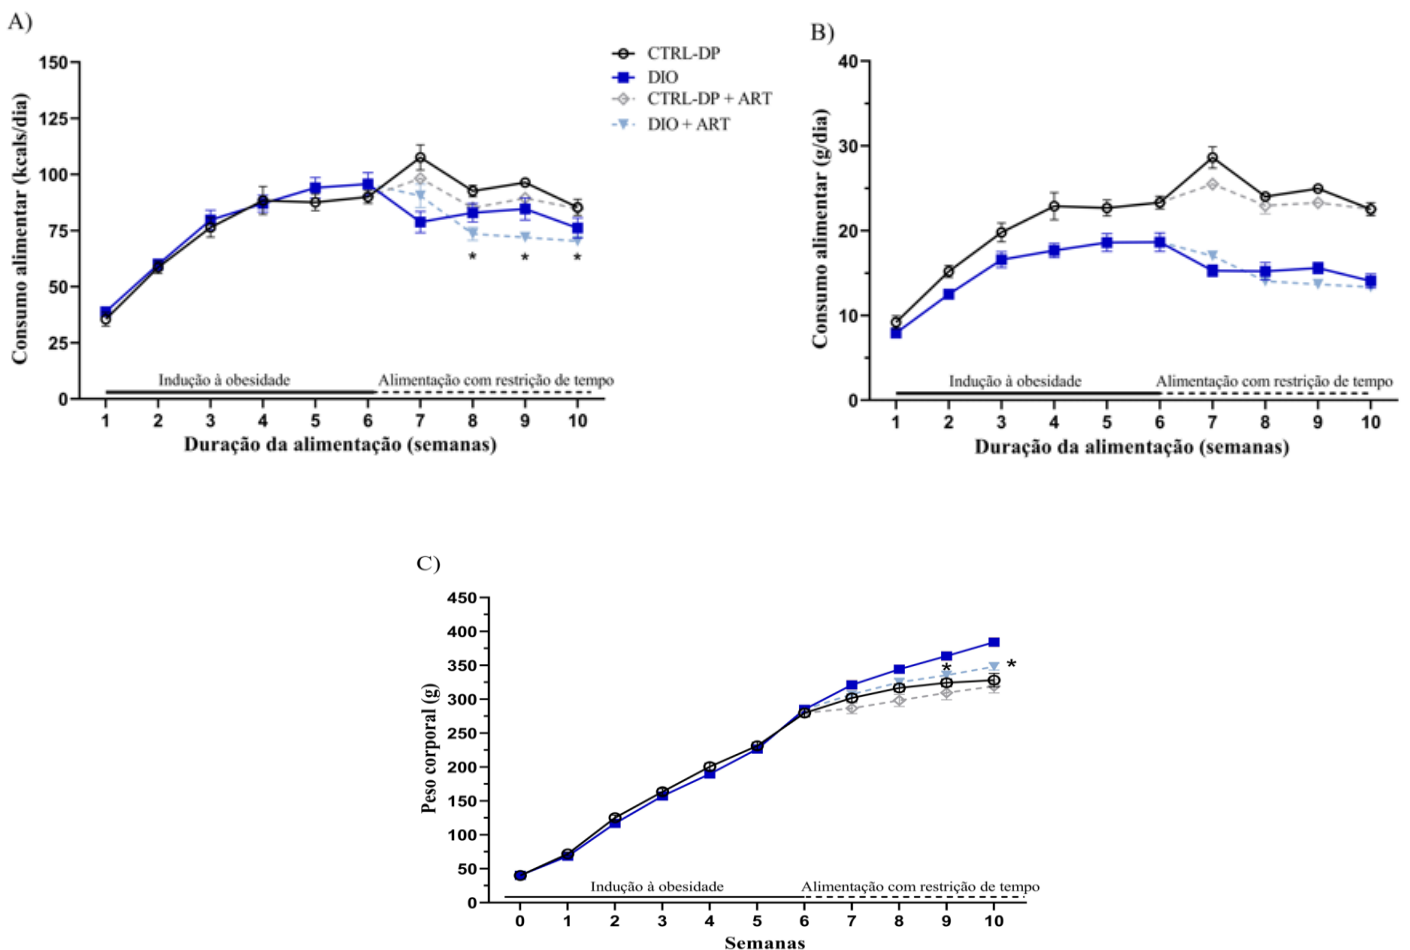 A)
Consumo alimentar (kcals/dia)
150
125
100
75
50
25
0
* * *
Indução à obesidade
Alimentação com restrição de tempo
1 2 3 4 5 6 7 8 9 10
Duração da alimentação (semanas)
CTRL-DP
DIO
CTRL-DP + ART
DIO + ART
B)
Consumo alimentar (g/dia)
40
30
20
10
0
Indução à obesidade
Alimentação com restrição de tempo
1 2 3 4 5 6 7 8 9 10
Duração da alimentação (semanas)
C)
Peso corporal (g)
450
400
350
300
250
200
150
100
50
0
* *
Indução à obesidade
Alimentação com restrição de tempo
0 1 2 3 4 5 6 7 8 9 10
Semanas